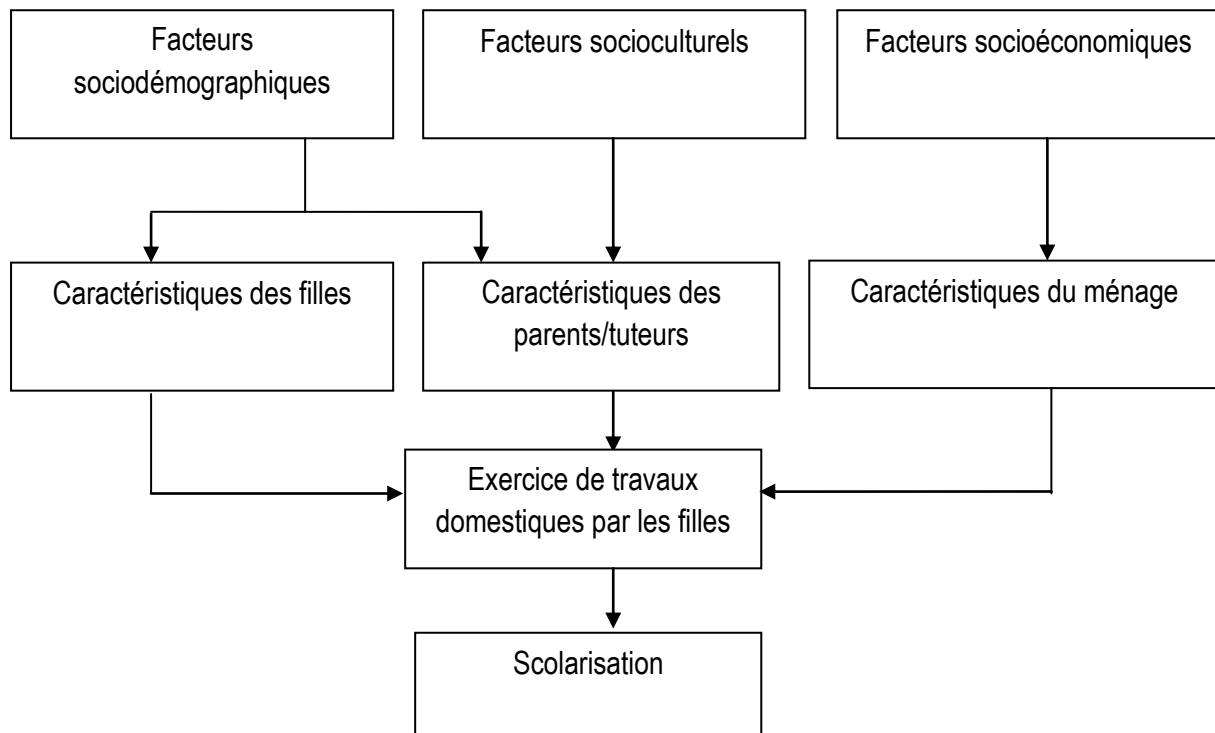 Facteurs
sociodémographiques
Facteurs socioculturels
Facteurs socioéconomiques
Caractéristiques des filles
Caractéristiques des
parents/tuteurs
Caractéristiques du ménage
Exercice de travaux
domestiques par les filles
Scolarisation